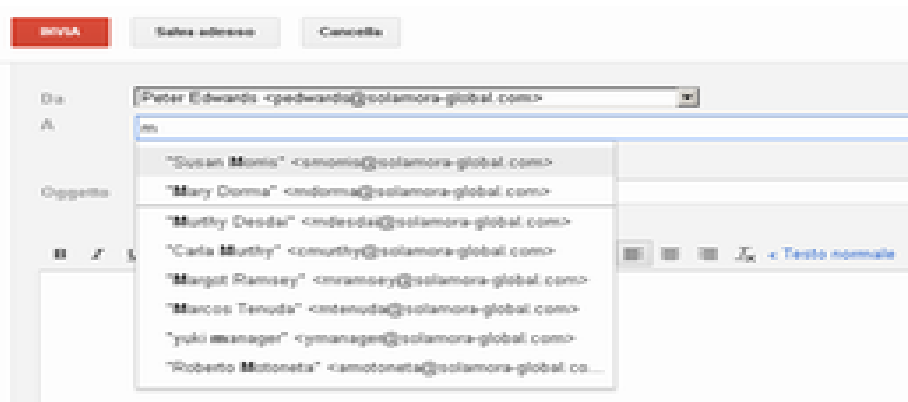 INVIA Salva adesso Cancella
Da Peter Edwards <pedwards@solamora-global.com>
A m
"Susan Morris" <smorris@solamora-global.com>
Oggetto "Mary Dorma" <mdorma@solamora-global.com>
"Murthy Desdai" <mdesdai@solamora-global.com>
B I U "Carla Murthy" <cmurthy@solamora-global.com> Tx « Testo normale
"Margot Ramsey" <mramsey@solamora-global.com>
"Marcos Tenuda" <mtenuda@solamora-global.com>
"yuki manager" <ymanager@solamora-global.com>
"Roberto Motoneta" <amotoneta@solamora-global.co...